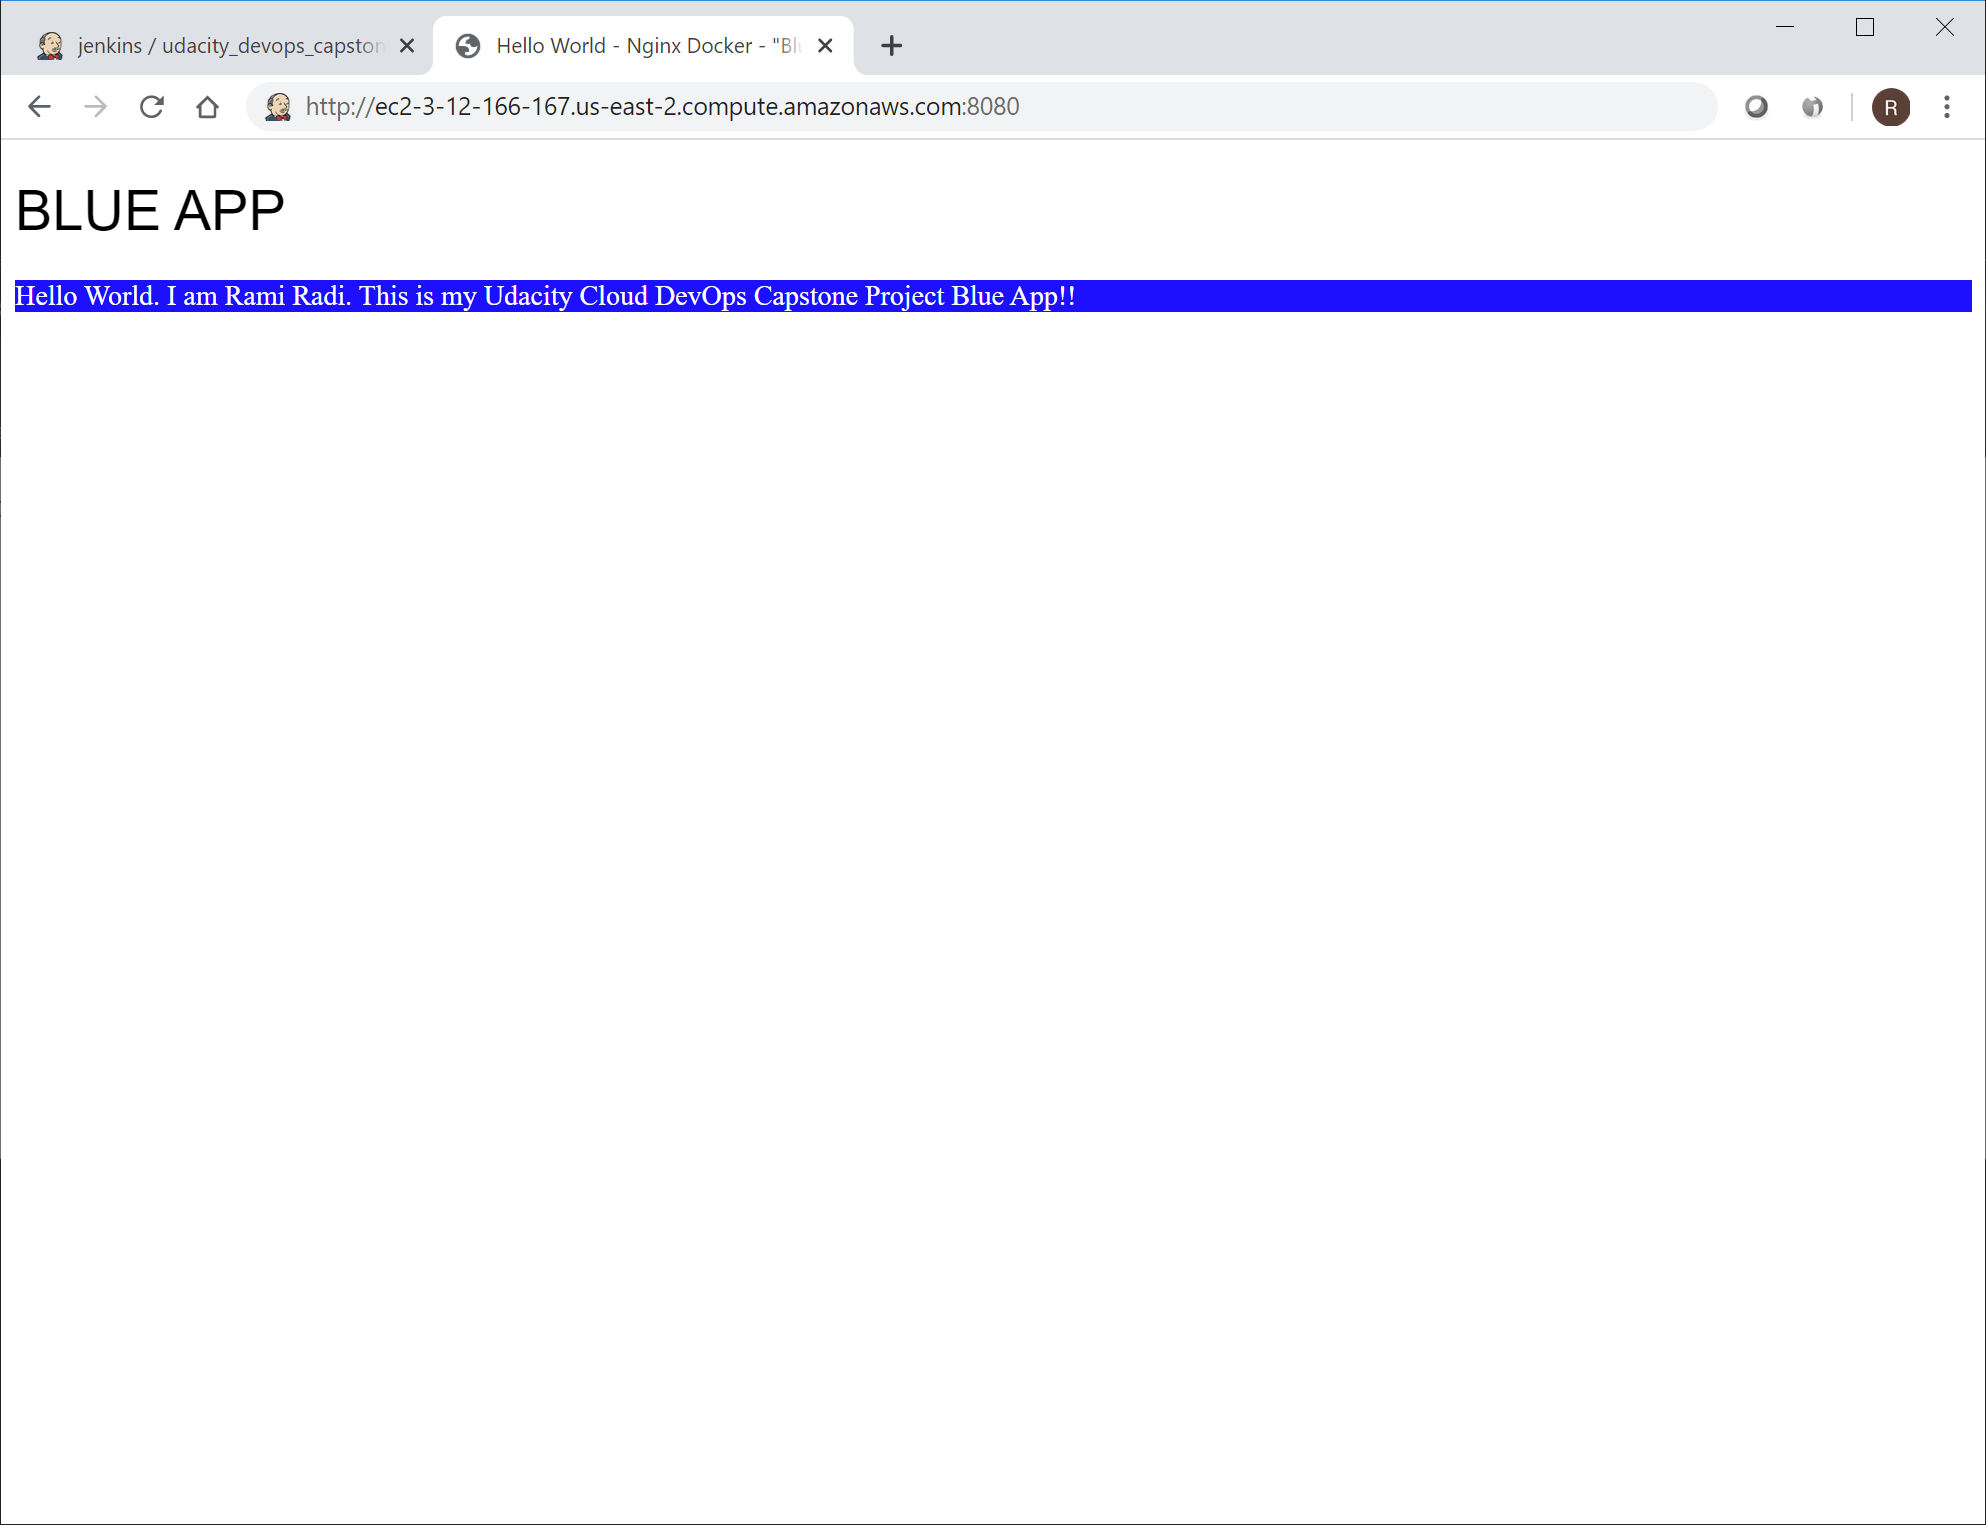 jenkins / udacity_devops_capston
Hello World - Nginx Docker - "Blu
http://ec2-3-12-166-167.us-east-2.compute.amazonaws.com:8080
R
BLUE APP
Hello World. I am Rami Radi. This is my Udacity Cloud DevOps Capstone Project Blue App!!